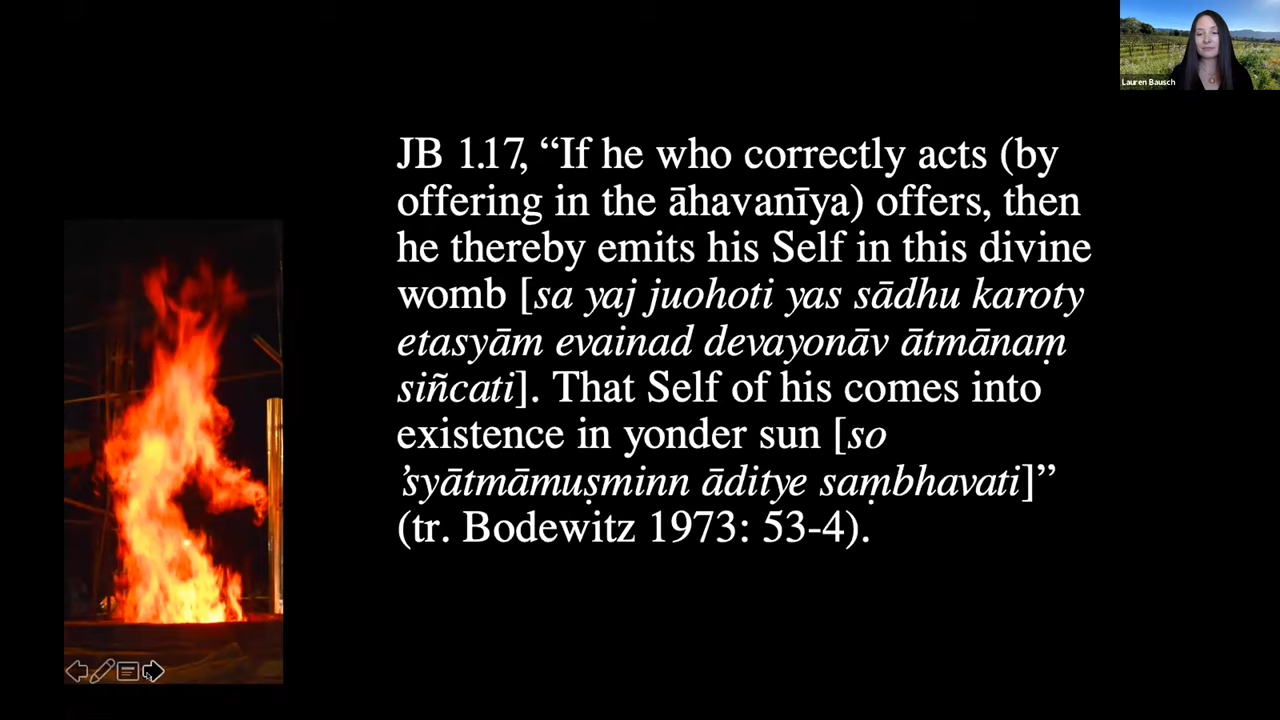 Lauren Bausch
JB 1.17, “If he who correctly acts (by
offering in the āhavanīya) offers, then
he thereby emits his Self in this divine
womb [sa yaj juohoti yas sādhu karoty
etasyām evainad devayonāv ātmānaṃ
siñcati]. That Self of his comes into
existence in yonder sun [so
’syātmāmuṣminn āditye saṃbhavati]”
(tr. Bodewitz 1973: 53-4).